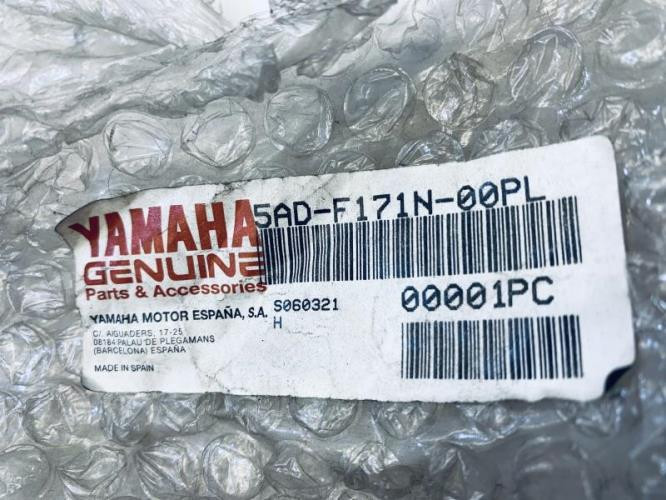 YAMAHA
GENUINE
Parts & Accessories
5AD-F171N-00PL
YAMAHA MOTOR ESPAÑA, S.A.
C/. AIGUADERS, 17-25
08184 PALAU DE PLEGAMANS
(BARCELONA) ESPAÑA
MADE IN SPAIN
S060321
H
00001PC